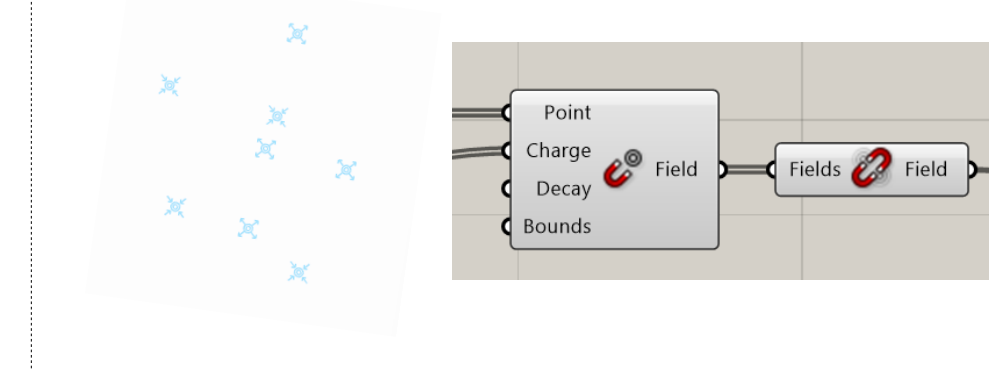 Point
Charge
Field
Decay
Bounds
Fields
Field